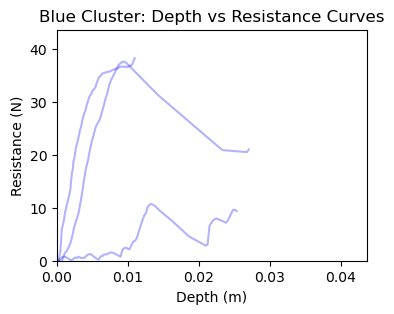 Blue Cluster: Depth vs Resistance Curves
Resistance (N)
40
30
20
10
0
0.00 0.01 0.02 0.03 0.04
Depth (m)